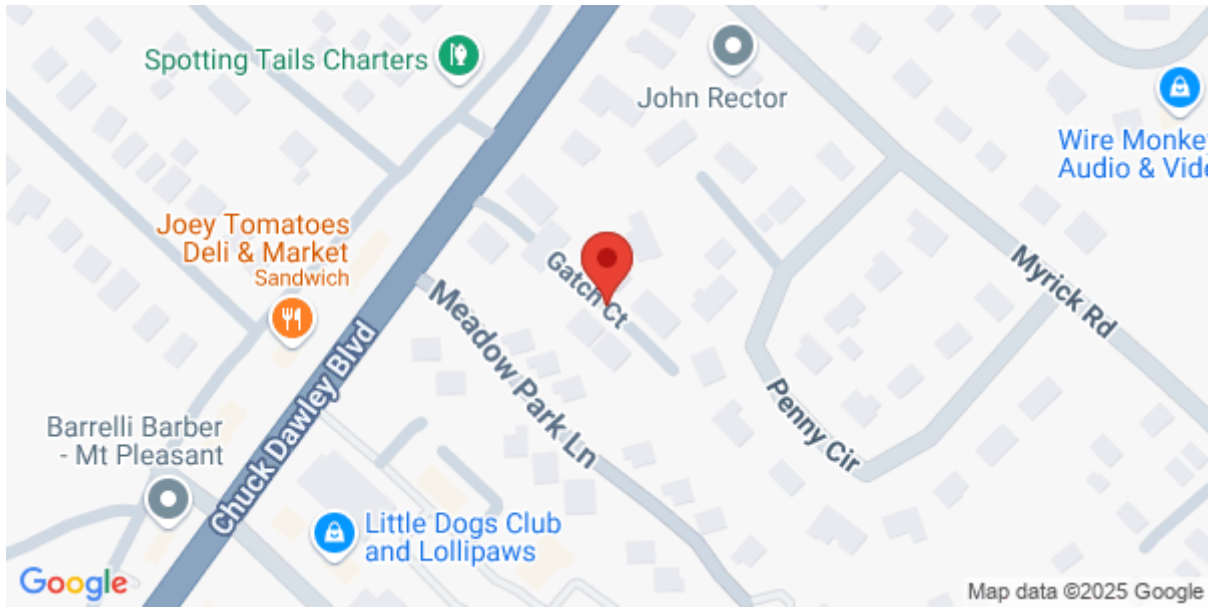 Spotting Tails Charters
John Rector
Wire Monkey
Audio & Vide
Joey Tomatoes
Deli & Market
Sandwich
Gatch Ct
Myrick Rd
Meadow Park Ln
Chuck Dawley Blvd
Penny Cir
Barrelli Barber
- Mt Pleasant
Little Dogs Club
and Lollipaws
Google
Map data ©2025 Google